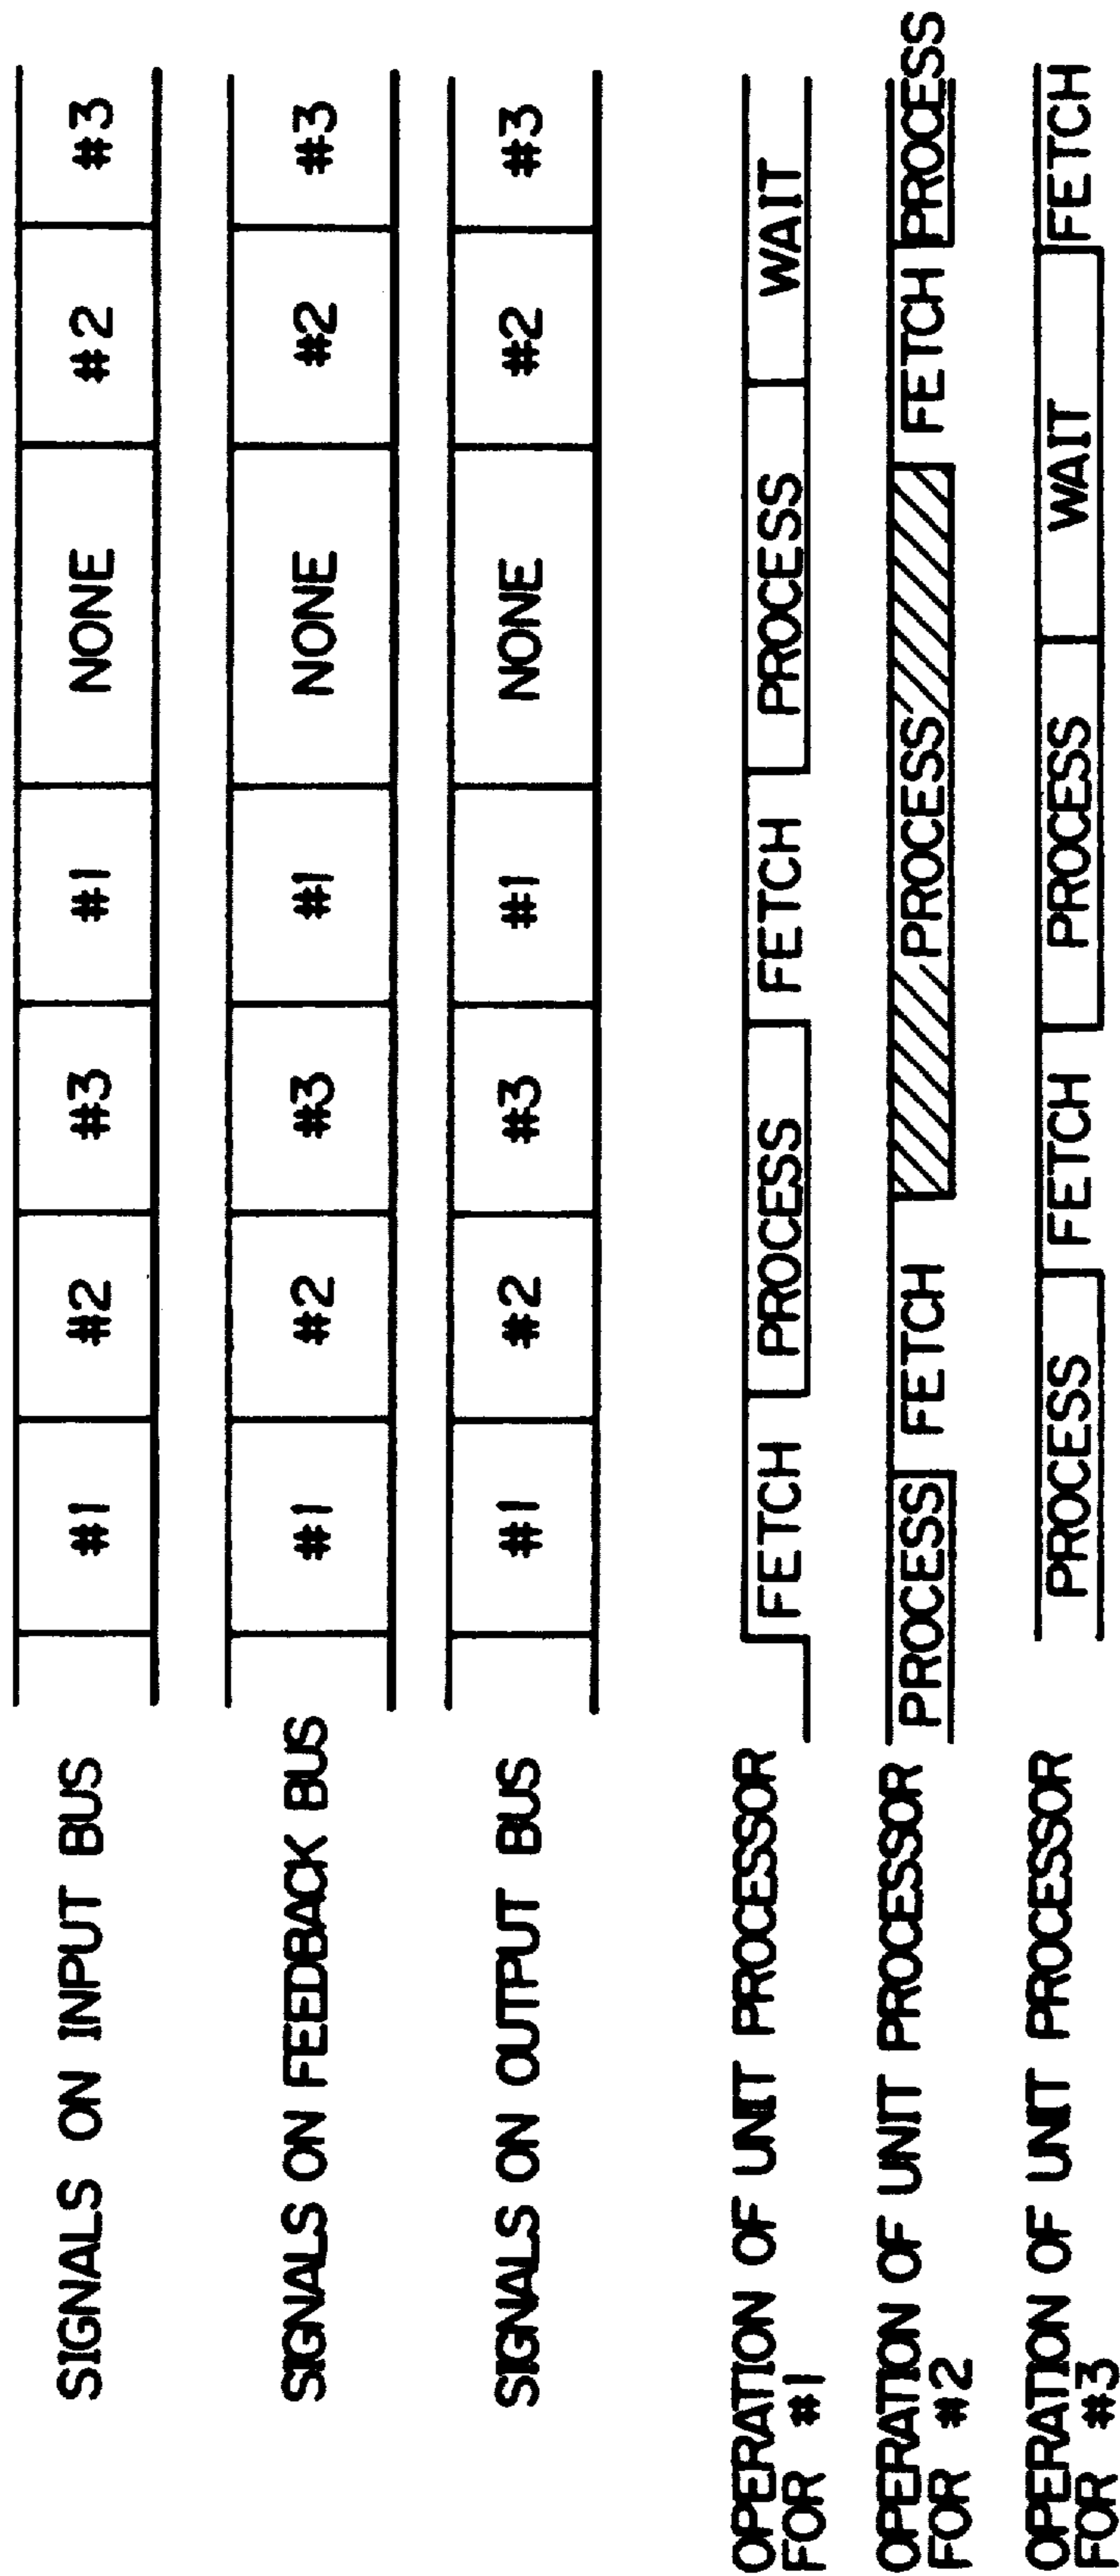 SIGNALS ON INPUT BUS #1 #2 #3 #1 NONE #2 #3
SIGNALS ON FEEDBACK BUS #1 #2 #3 #1 NONE #2 #3
SIGNALS ON OUTPUT BUS #1 #2 #3 #1 NONE #2 #3
OPERATION OF UNIT PROCESSOR FETCH PROCESS FETCH PROCESS WAIT
FOR #1
OPERATION OF UNIT PROCESSOR PROCESS FETCH PROCESS FETCH PROCESS
FOR #2
OPERATION OF UNIT PROCESSOR PROCESS FETCH PROCESS WAIT FETCH
FOR #3